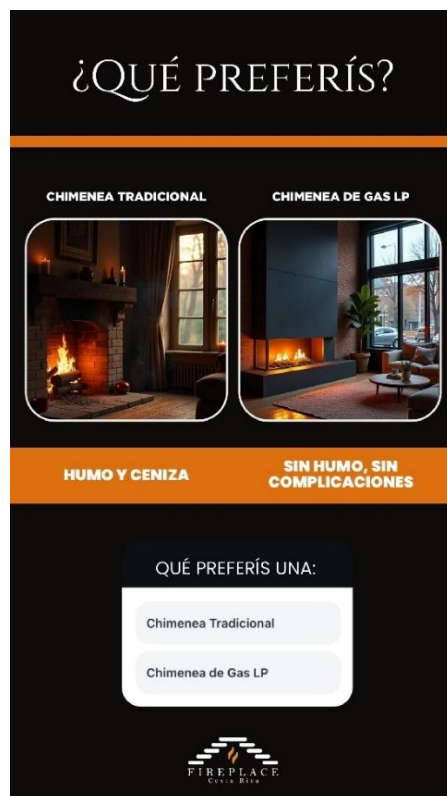 ¿QUÉ PREFERÍS?
CHIMENEA TRADICIONAL
CHIMENEA DE GAS LP
HUMO Y CENIZA
SIN HUMO, SIN
COMPLICACIONES
QUÉ PREFERÍS UNA:
Chimenea Tradicional
Chimenea de Gas LP
FIREPLACE
Costa Rica